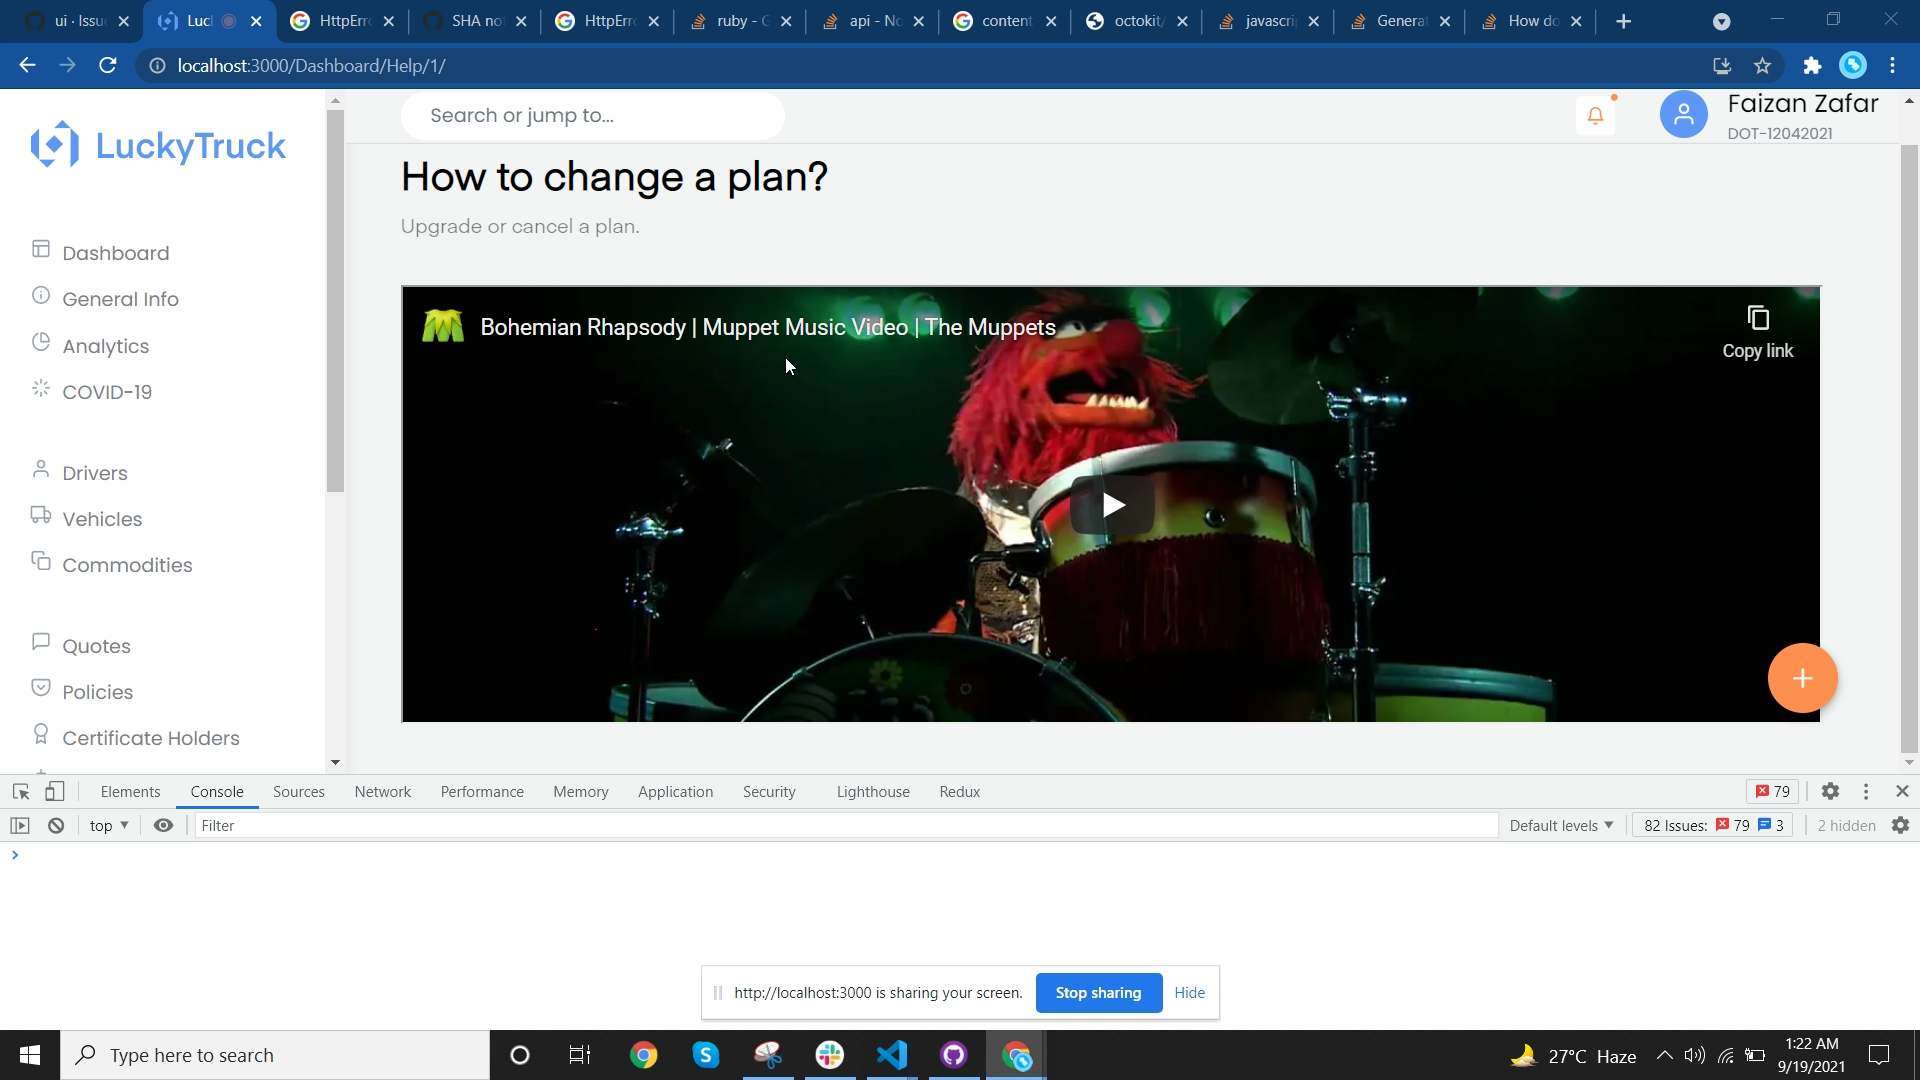 ui · Issu
Lucl
HttpErro
SHA no
HttpErro
ruby - G
api - No
content
octokit/
javascri
Generat
How do
localhost:3000/Dashboard/Help/1/
LuckyTruck
Search or jump to...
Faizan Zafar
DOT-12042021
How to change a plan?
Upgrade or cancel a plan.
Dashboard
General Info
Analytics
COVID-19
Drivers
Vehicles
Commodities
Quotes
Policies
Certificate Holders
Bohemian Rhapsody | Muppet Music Video | The Muppets
Copy link
Elements Console Sources Network Performance Memory Application Security Lighthouse Redux 79
top Filter Default levels 82 Issues: 79 3 2 hidden
http://localhost:3000 is sharing your screen. Stop sharing Hide
Type here to search
27°C Haze
1:22 AM
9/19/2021